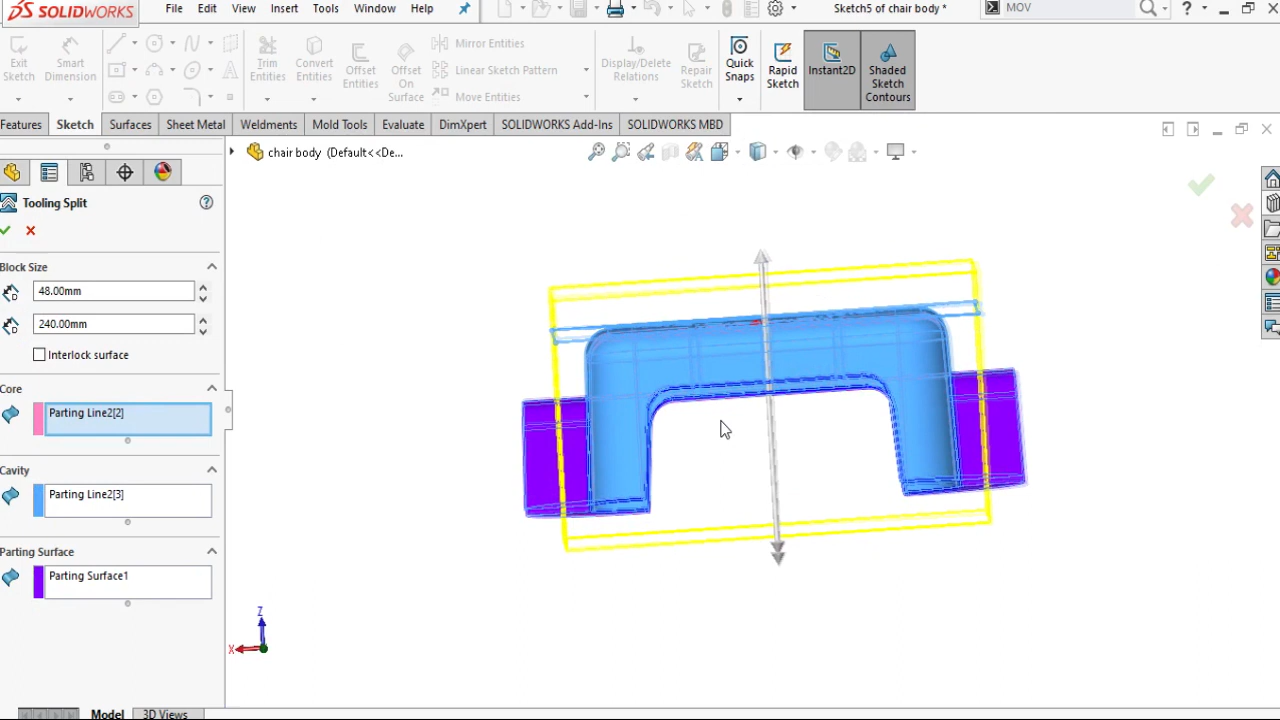 SOLIDWORKS File Edit View Insert Tools Window Help Sketch5 of chair body * MOV ?
Exit Sketch
Smart Dimension
Trim Entities
Convert Entities
Offset Entities
Offset On Surface
Mirror Entities
Linear Sketch Pattern
Move Entities
Display/Delete Relations
Repair Sketch
Quick Snaps
Rapid Sketch
Instant2D
Shaded Sketch Contours
Features Sketch Surfaces Sheet Metal Weldments Mold Tools Evaluate DimXpert SOLIDWORKS Add-Ins SOLIDWORKS MBD
chair body (Default<<De...
Tooling Split ?
Block Size
48.00mm
240.00mm
Interlock surface
Core
Parting Line2[2]
Cavity
Parting Line2[3]
Parting Surface
Parting Surface1
Z
X
Model 3D Views